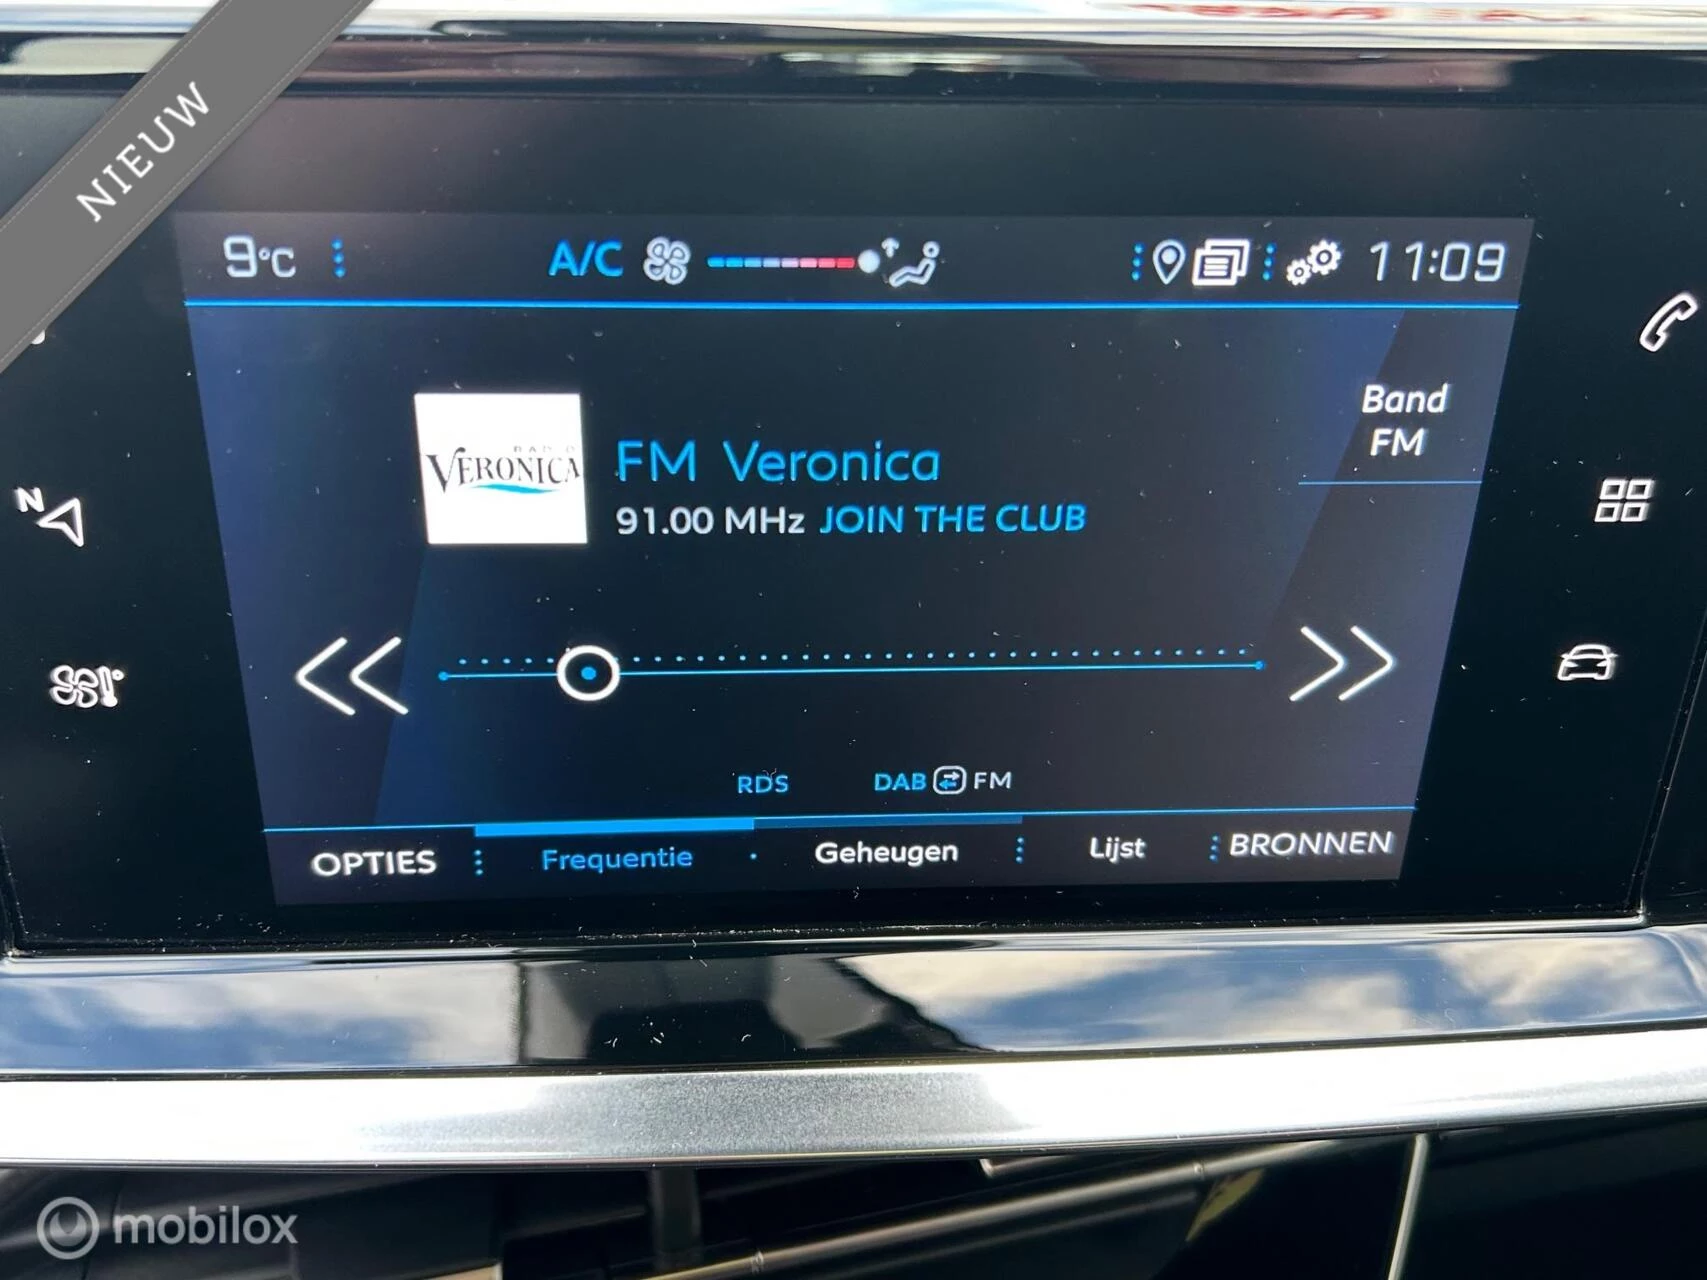 NIEUW
9°C
A/C
11:09
Band
FM
RADIO
VERONICA
FM Veronica
91.00 MHz JOIN THE CLUB
N
RDS
DAB FM
OPTIES
Frequentie
Geheugen
Lijst
BRONNEN
mobilox